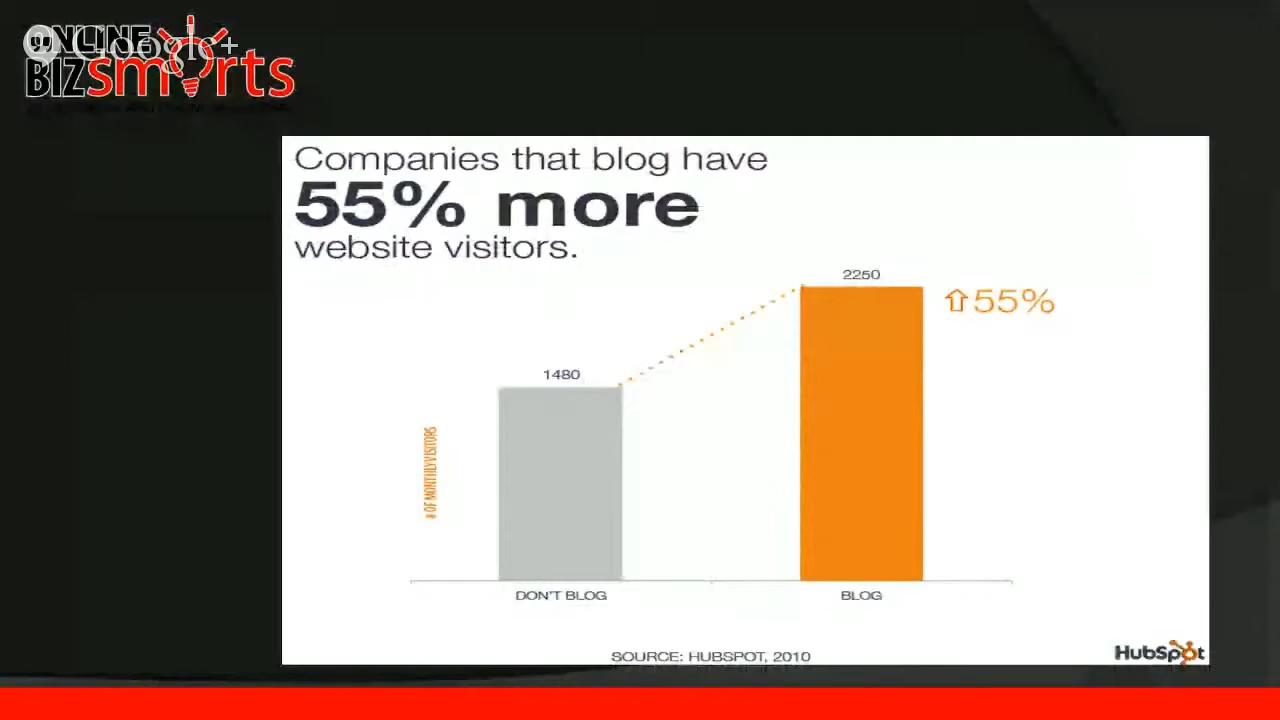 ONLINE
Google+
BIZsmarts
Companies that blog have
55% more
website visitors.
2250
55%
1480
# OF MONTHLY VISITORS
DON'T BLOG
BLOG
SOURCE: HUBSPOT, 2010
HubSpot